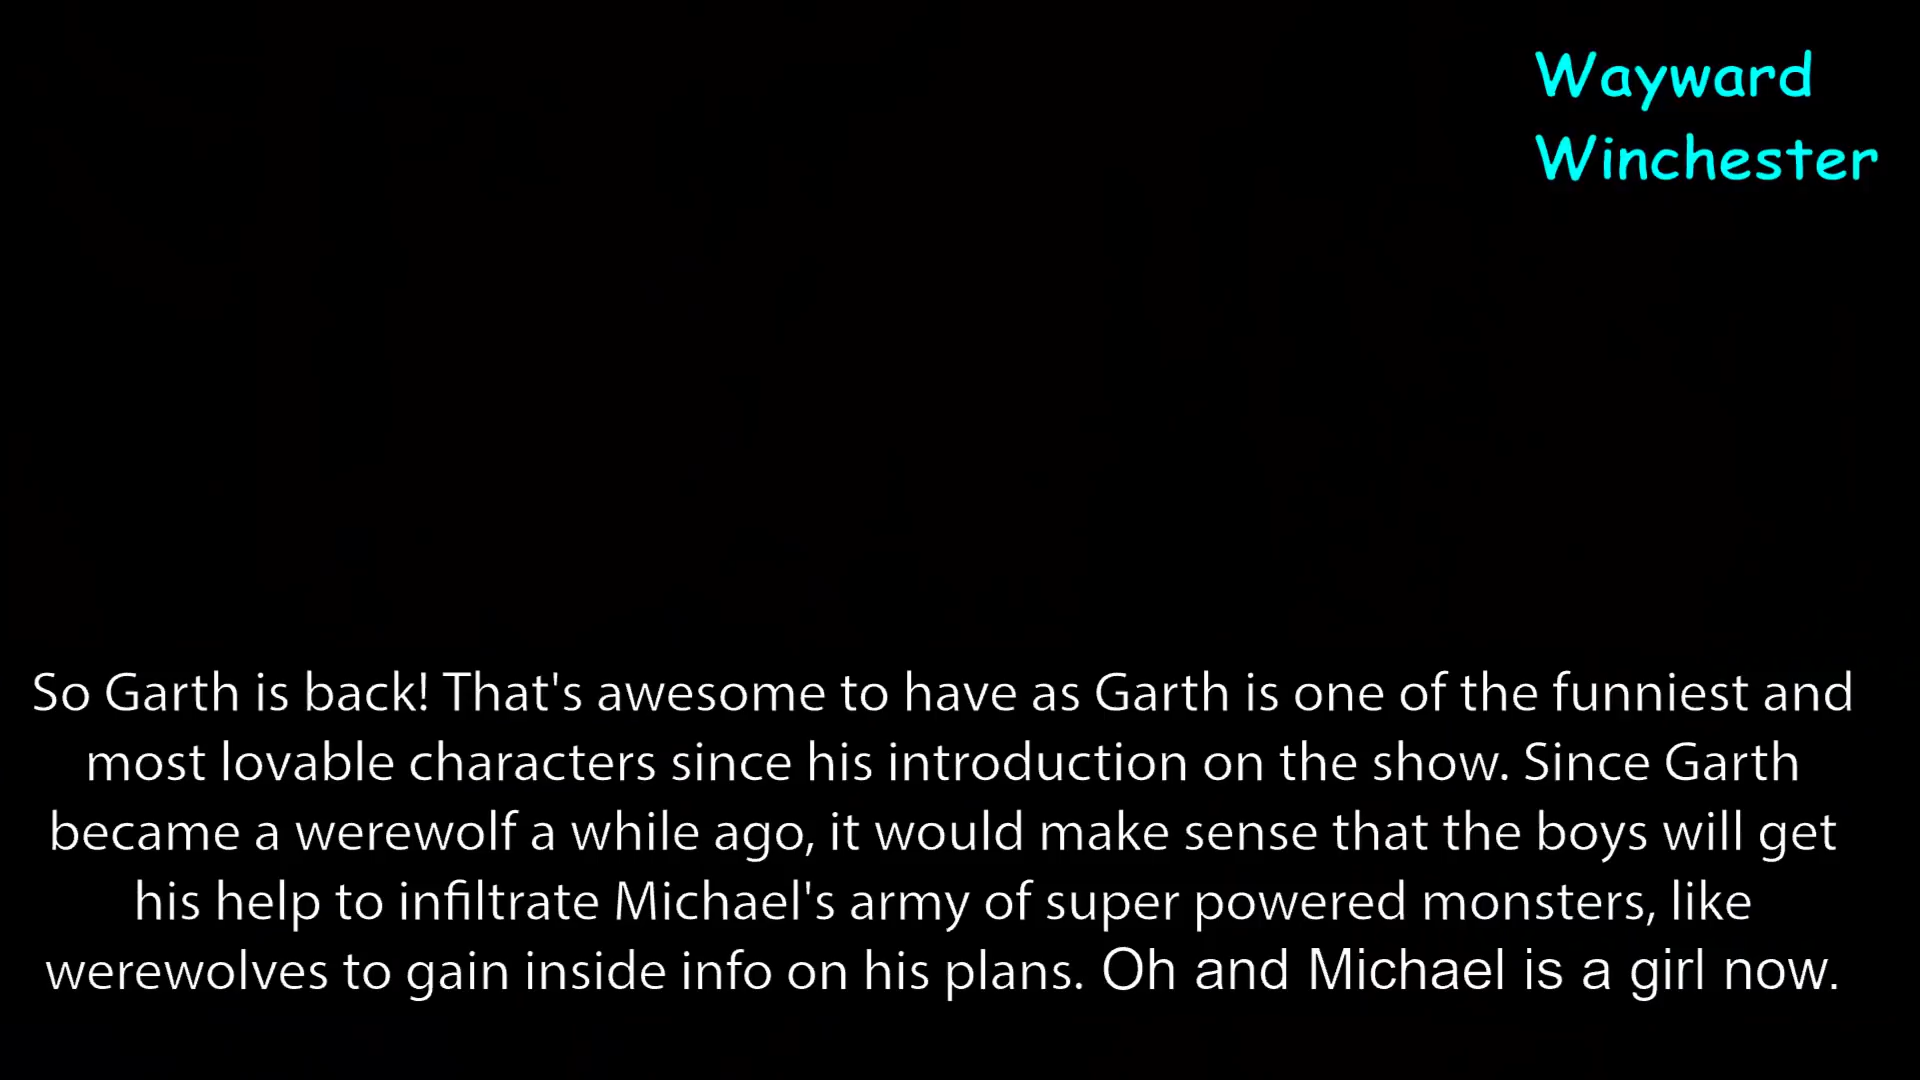 Wayward
Winchester
So Garth is back! That's awesome to have as Garth is one of the funniest and
most lovable characters since his introduction on the show. Since Garth
became a werewolf a while ago, it would make sense that the boys will get
his help to infiltrate Michael's army of super powered monsters, like
werewolves to gain inside info on his plans. Oh and Michael is a girl now.